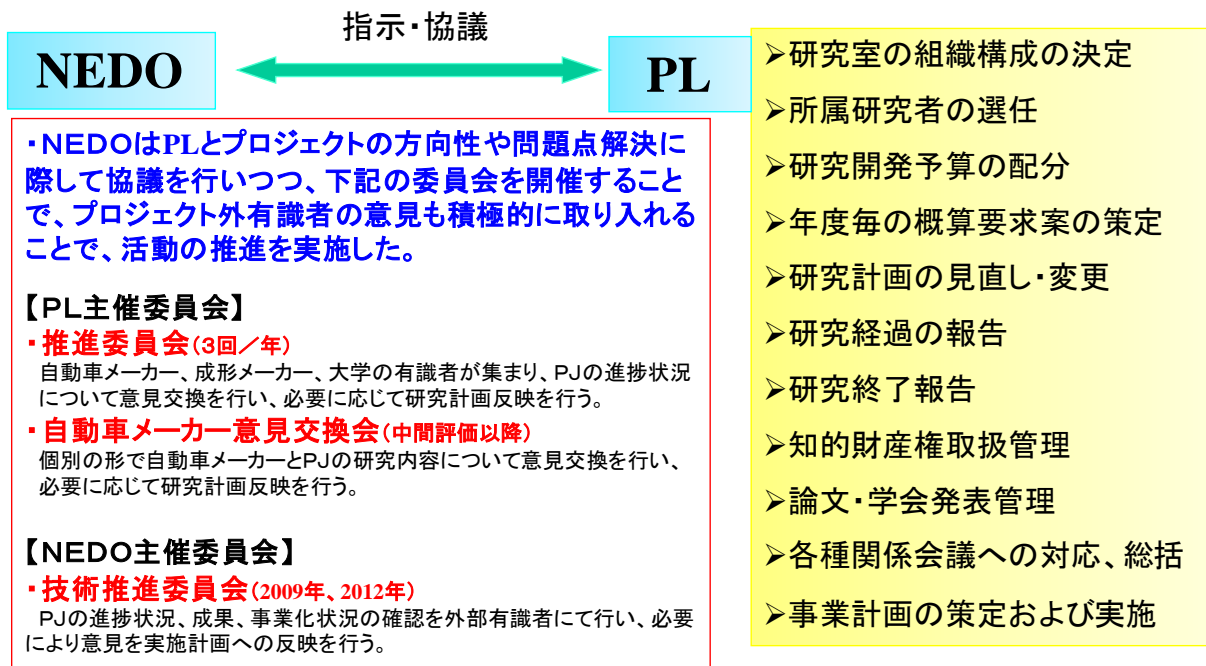 指示・協議
NEDO
PL
・NEDOはPLとプロジェクトの方向性や問題点解決に
際して協議を行いつつ、下記の委員会を開催すること
で、プロジェクト外有識者の意見も積極的に取り入れる
ことで、活動の推進を実施した。
【PL主催委員会】
・推進委員会(3回／年)
自動車メーカー、成形メーカー、大学の有識者が集まり、PJの進捗状況
について意見交換を行い、必要に応じて研究計画反映を行う。
・自動車メーカー意見交換会(中間評価以降)
個別の形で自動車メーカーとPJの研究内容について意見交換を行い、
必要に応じて研究計画反映を行う。
【NEDO主催委員会】
・技術推進委員会(2009年、2012年)
PJの進捗状況、成果、事業化状況の確認を外部有識者にて行い、必要
により意見を実施計画への反映を行う。
➢研究室の組織構成の決定
➢所属研究者の選任
➢研究開発予算の配分
➢年度毎の概算要求案の策定
➢研究計画の見直し・変更
➢研究経過の報告
➢研究終了報告
➢知的財産権取扱管理
➢論文・学会発表管理
➢各種関係会議への対応、総括
➢事業計画の策定および実施